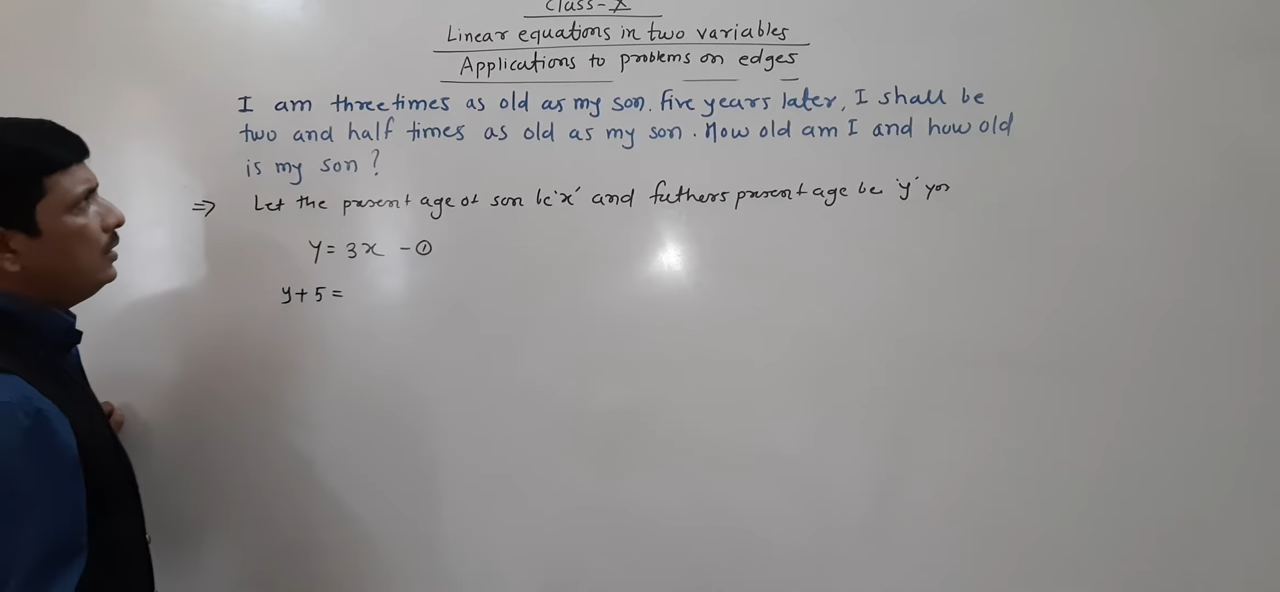 Class-X
Linear equations in two variables
Applications to problems on edges
I am three times as old as my son. Five years later, I shall be
two and half times as old as my son. How old am I and how old
is my son?
⇒ Let the present age of son be 'x' and fathers present age be 'y' yrs
y = 3x - ①
y+5 =